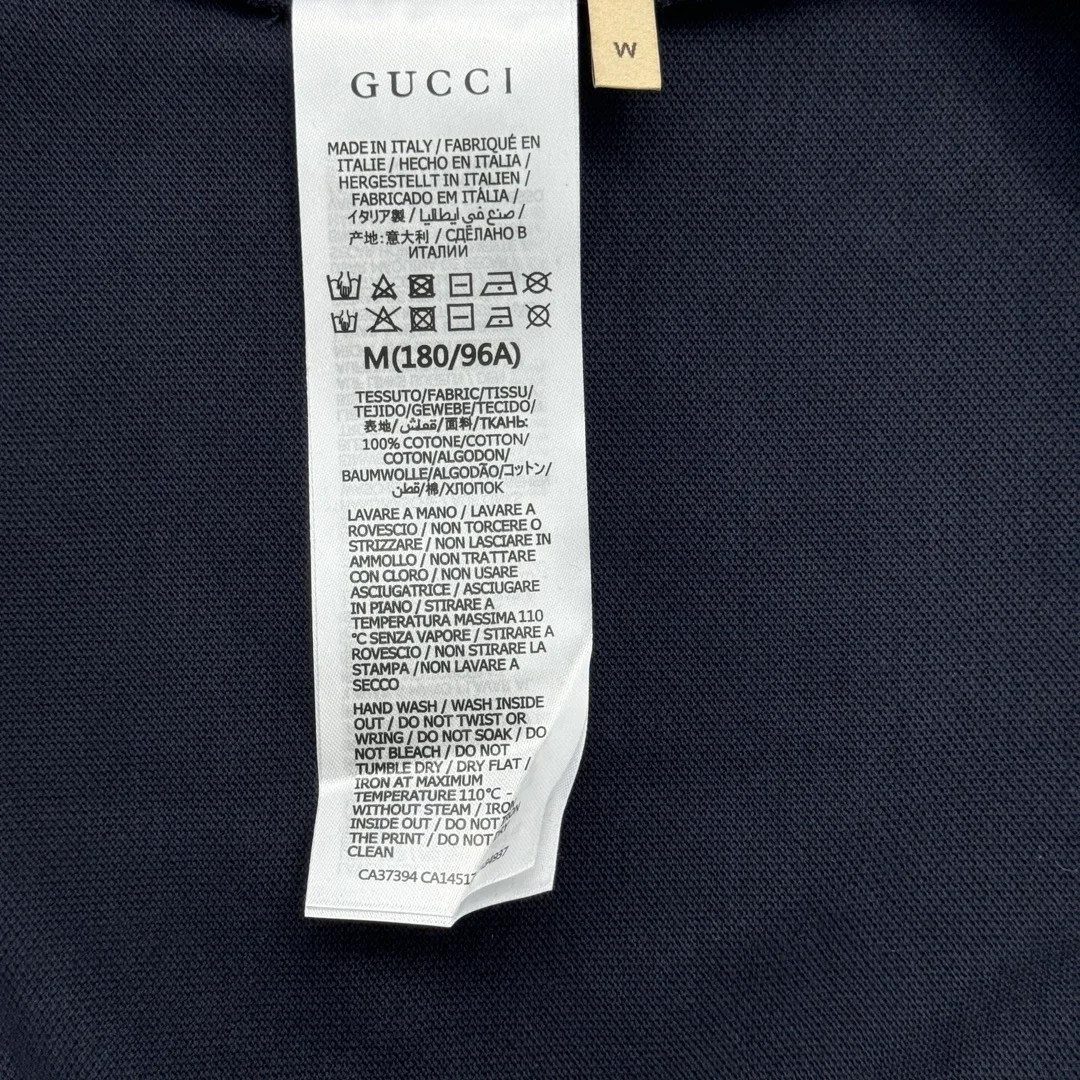 W
GUCCI
MADE IN ITALY / FABRIQUÉ EN
ITALIE / HECHO EN ITALIA /
HERGESTELLT IN ITALIEN /
FABRICADO EM ITÀLIA /
イタリア製 / صنع في ايطاليا /
产地:意大利 / СДЕЛАНО В
ИТАЛИИ
M(180/96A)
TESSUTO/FABRIC/TISSU/
TEJIDO/GEWEBE/TECIDO/
表地/قماش/面料/ТКАНЬ:
100% COTONE/COTTON/
COTON/ALGODON/
BAUMWOLLE/ALGODÃO/コットン/
قطن/棉/ХЛОПОК
LAVARE A MANO / LAVARE A
ROVESCIO / NON TORCERE O
STRIZZARE / NON LASCIARE IN
AMMOLLO / NON TRATTARE
CON CLORO / NON USARE
ASCIUGATRICE / ASCIUGARE
IN PIANO / STIRARE A
TEMPERATURA MASSIMA 110
°C SENZA VAPORE / STIRARE A
ROVESCIO / NON STIRARE LA
STAMPA /NON LAVARE A
SECCO
HAND WASH / WASH INSIDE
OUT / DO NOT TWIST OR
WRING / DO NOT SOAK / DO
NOT BLEACH / DO NOT
TUMBLE DRY / DRY FLAT /
IRON AT MAXIMUM
TEMPERATURE 110°C -
WITHOUT STEAM / IRON
INSIDE OUT / DO NOT
THE PRINT / DO NOT
CLEAN
CA37394